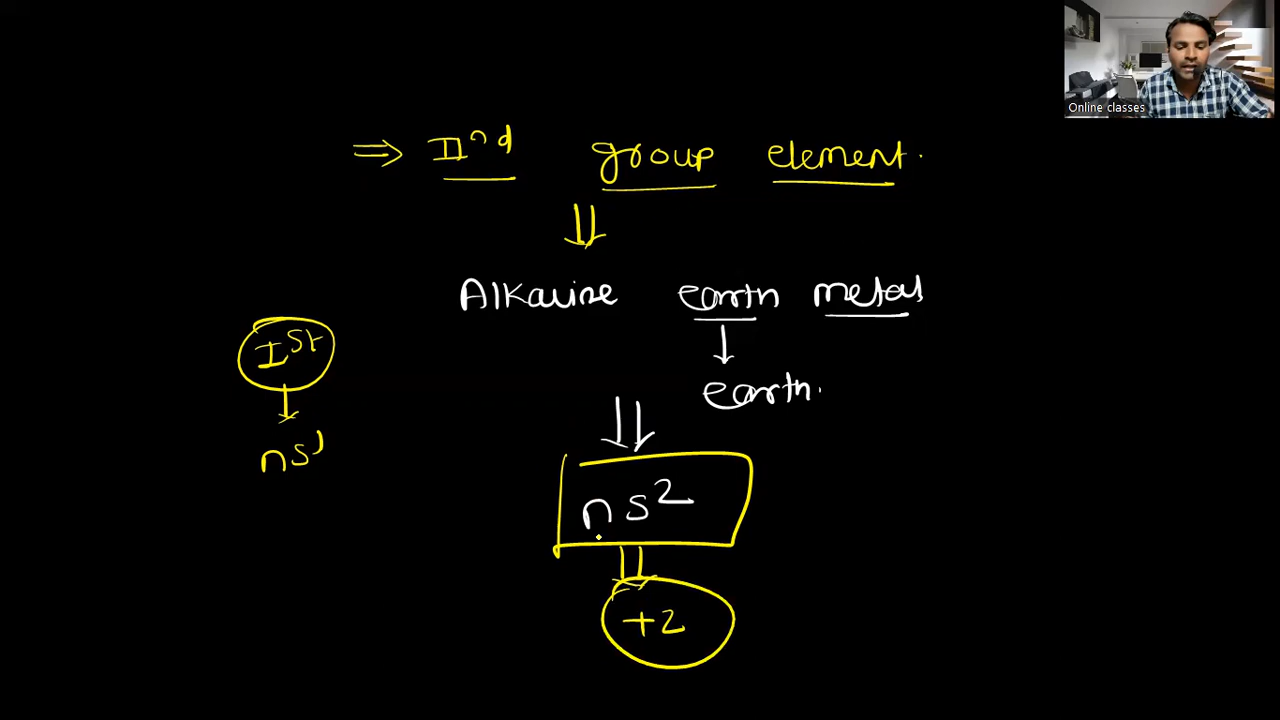 Online classes
⇒ IInd group element.
Alkaline earth metal
earth.
Ist
ns1
ns2
+2